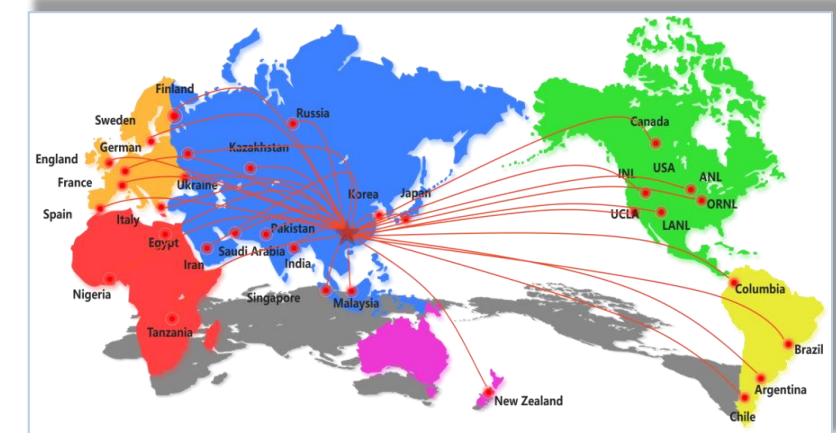 Finland
Russia
Sweden
Canada
German
Kazakhstan
England
USA
INL
ANL
France
Ukraine
Korea
Japan
ORNL
Spain
Italy
UCLA
LANL
Pakistan
Egypt
Saudi Arabia
Iran
India
Columbia
Nigeria
Singapore
Malaysia
Tanzania
Brazil
Argentina
New Zealand
Chile